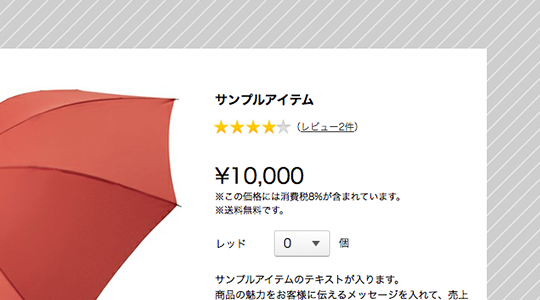 サンプルアイテム
★★★★★ (レビュー2件)
¥10,000
※この価格には消費税8%が含まれています。
※送料無料です。
レッド 0 個
サンプルアイテムのテキストが入ります。
商品の魅力をお客様に伝えるメッセージを入れて、売上